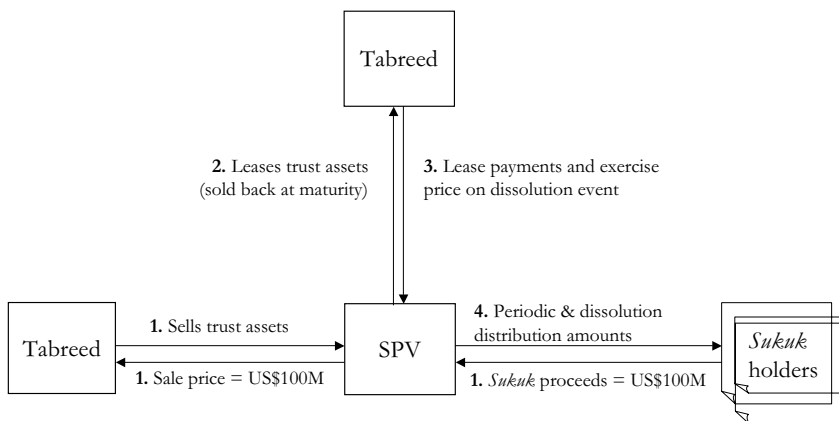 Tabreed
2. Leases trust assets
(sold back at maturity)
3. Lease payments and exercise
price on dissolution event
Tabreed
1. Sells trust assets
1. Sale price = US$100M
SPV
4. Periodic & dissolution
distribution amounts
1. Sukuk proceeds = US$100M
Sukuk
holders